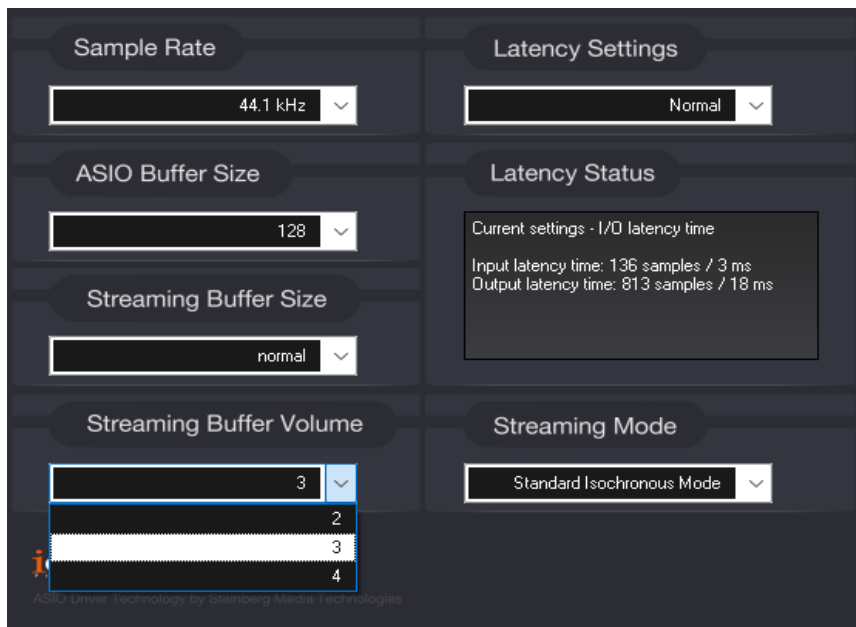 Sample Rate
44.1 kHz
ASIO Buffer Size
128
Streaming Buffer Size
normal
Streaming Buffer Volume
3
2
3
4
ASIO Driver Technology by Steinberg Media Technologies
Latency Settings
Normal
Latency Status
Current settings - I/O latency time
Input latency time: 136 samples / 3 ms
Output latency time: 813 samples / 18 ms
Streaming Mode
Standard Isochronous Mode